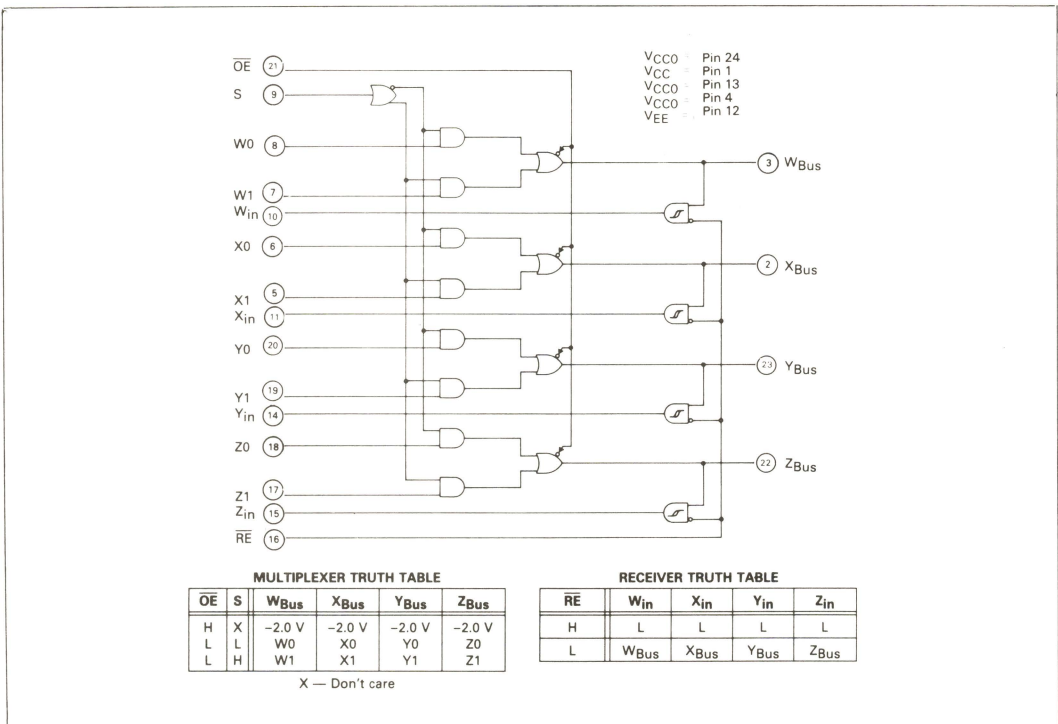 OE 21
S 9
W0 8
W1 7
Win 10
X0 6
X1 5
Xin 11
Y0 20
Y1 19
Yin 14
Z0 18
Z1 17
Zin 15
RE 16
VCC0 = Pin 24
VCC = Pin 1
VCC0 = Pin 13
VCC0 = Pin 4
VEE = Pin 12
3 WBus
2 XBus
23 YBus
22 ZBus
MULTIPLEXER TRUTH TABLE
OE S WBus XBus YBus ZBus
H X –2.0 V –2.0 V –2.0 V –2.0 V
L L W0 X0 Y0 Z0
L H W1 X1 Y1 Z1
X — Don't care
RECEIVER TRUTH TABLE
RE Win Xin Yin Zin
H L L L L
L WBus XBus YBus ZBus